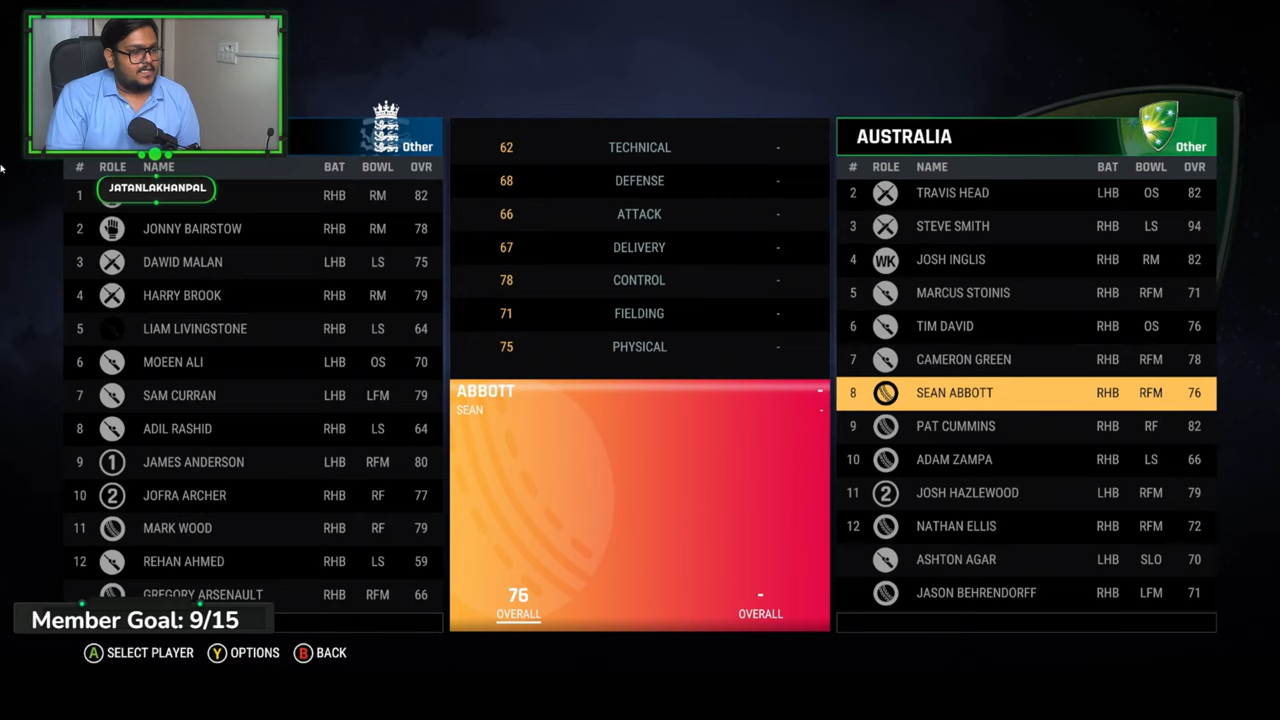 Other
AUSTRALIA
Other
# ROLE NAME BAT BOWL OVR
JATANLAKHANPAL
1 RHB RM 82
2 JONNY BAIRSTOW RHB RM 78
3 DAWID MALAN LHB LS 75
4 HARRY BROOK RHB RM 79
5 LIAM LIVINGSTONE RHB LS 64
6 MOEEN ALI LHB OS 70
7 SAM CURRAN LHB LFM 79
8 ADIL RASHID RHB LS 64
9 1 JAMES ANDERSON LHB RFM 80
10 2 JOFRA ARCHER RHB RF 77
11 MARK WOOD RHB RF 79
12 REHAN AHMED RHB LS 59
GREGORY ARSENAULT RHB RFM 66
Member Goal: 9/15
62 TECHNICAL -
68 DEFENSE -
66 ATTACK -
67 DELIVERY -
78 CONTROL -
71 FIELDING -
75 PHYSICAL -
ABBOTT -
SEAN -
76 -
OVERALL OVERALL
# ROLE NAME BAT BOWL OVR
2 TRAVIS HEAD LHB OS 82
3 STEVE SMITH RHB LS 94
4 WK JOSH INGLIS RHB RM 82
5 MARCUS STOINIS RHB RFM 71
6 TIM DAVID RHB OS 76
7 CAMERON GREEN RHB RFM 78
8 SEAN ABBOTT RHB RFM 76
9 PAT CUMMINS RHB RF 82
10 ADAM ZAMPA RHB LS 66
11 2 JOSH HAZLEWOOD LHB RFM 79
12 NATHAN ELLIS RHB RFM 72
ASHTON AGAR LHB SLO 70
JASON BEHRENDORFF RHB LFM 71
A SELECT PLAYER Y OPTIONS B BACK